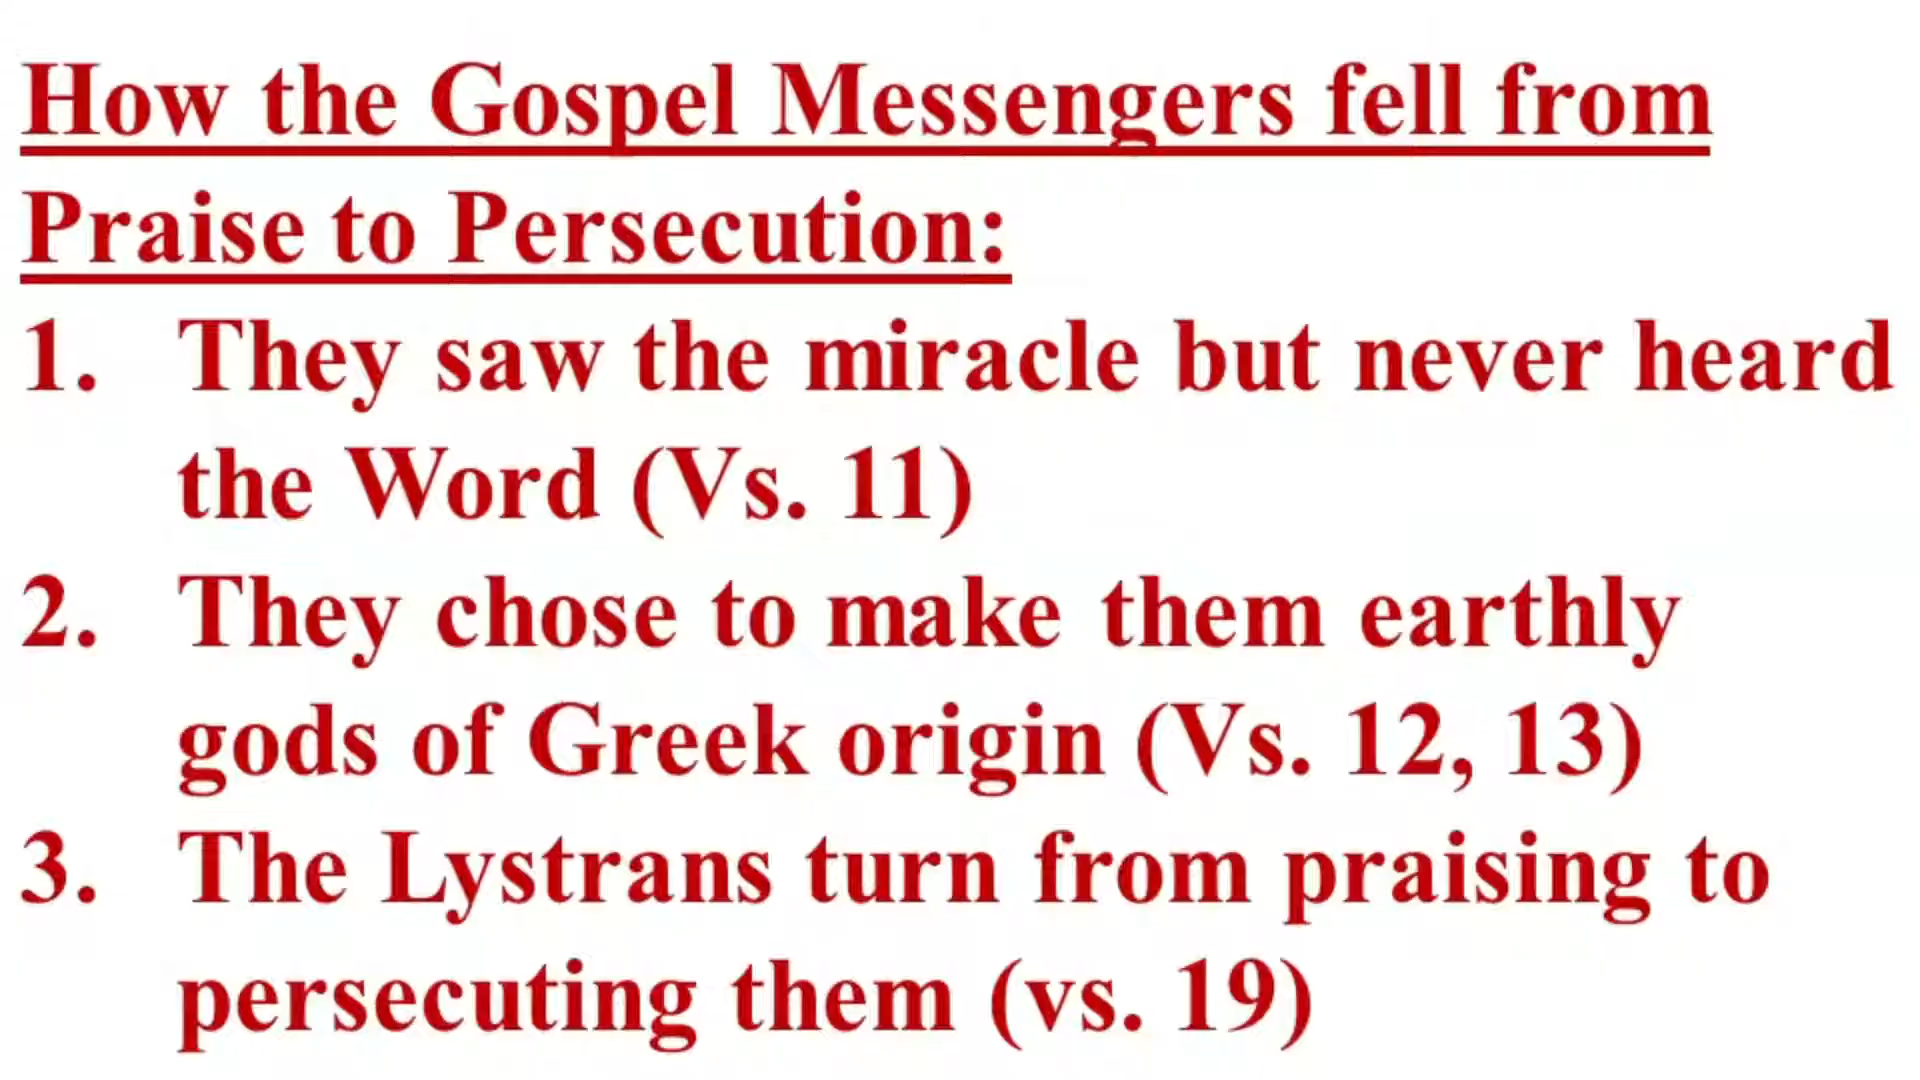 How the Gospel Messengers fell from
Praise to Persecution:
1. They saw the miracle but never heard
the Word (Vs. 11)
2. They chose to make them earthly
gods of Greek origin (Vs. 12, 13)
3. The Lystrans turn from praising to
persecuting them (vs. 19)